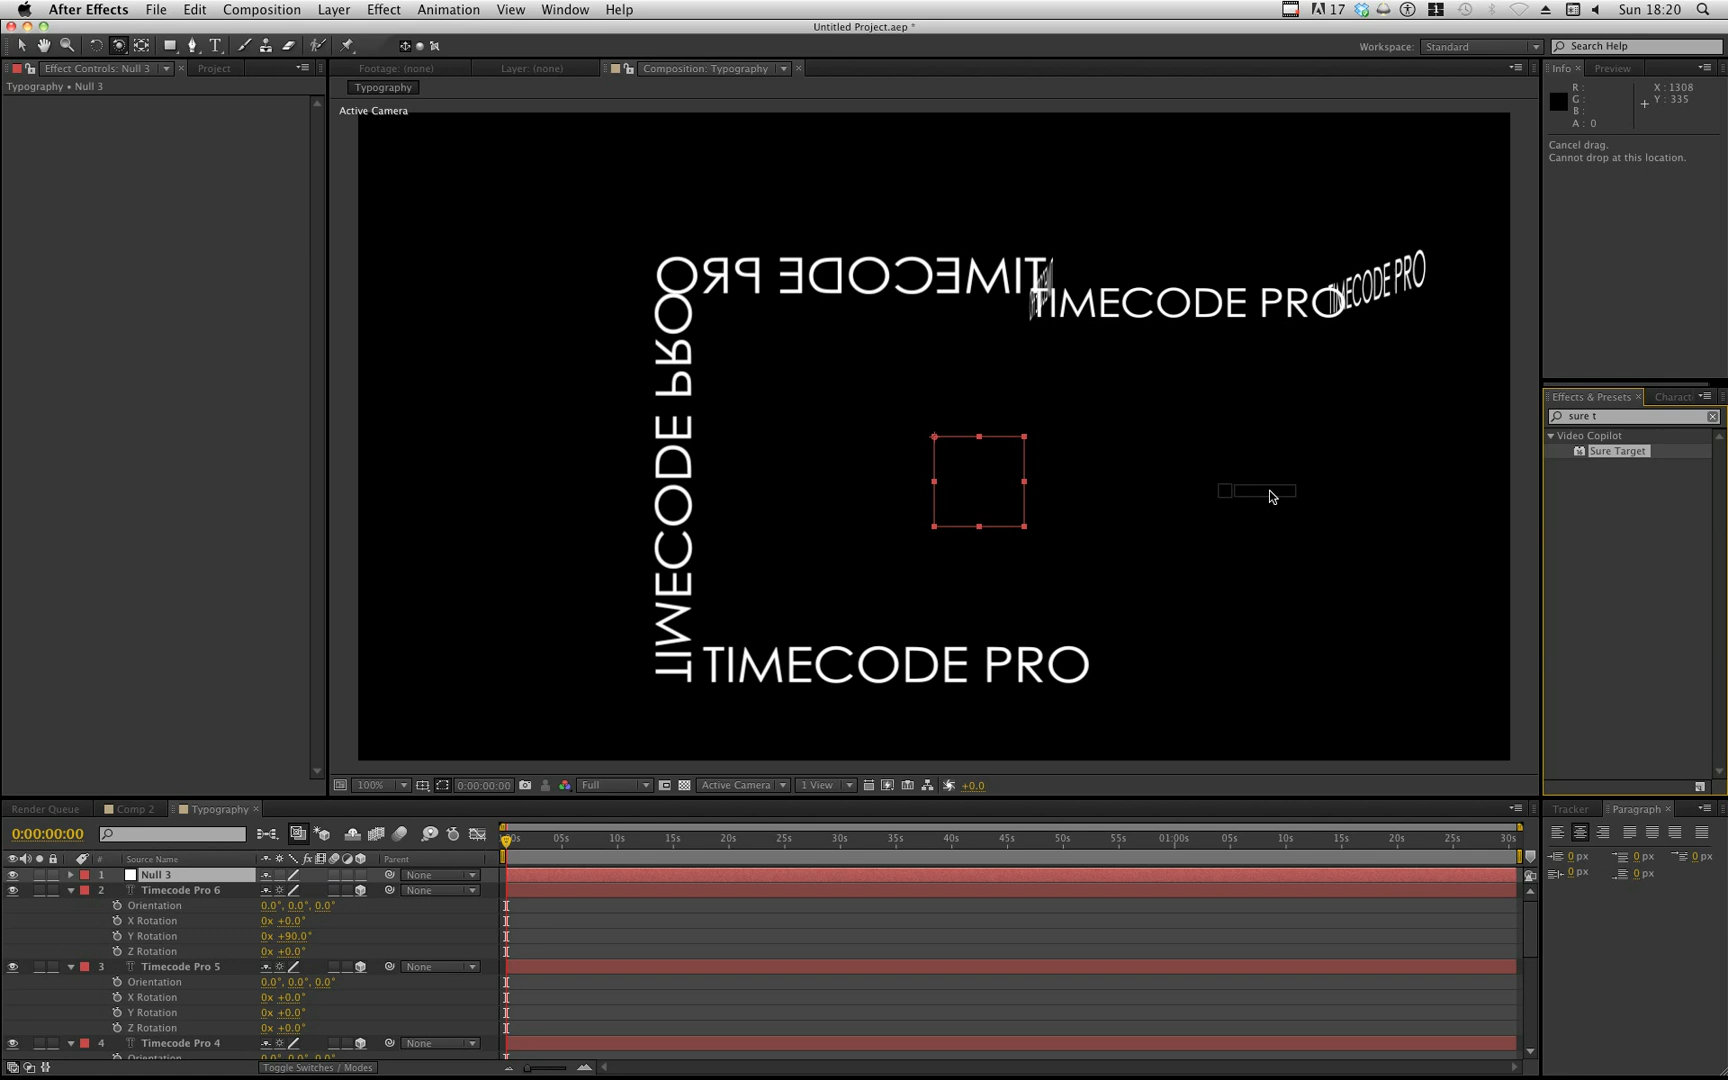 After Effects File Edit Composition Layer Effect Animation View Window Help
17 Sun 18:20
Untitled Project.aep *
Workspace: Standard Search Help
Effect Controls: Null 3 Project
Typography • Null 3
Footage: (none) Layer: (none) Composition: Typography
Typography
Active Camera
Info Preview
R :
G :
B :
A : 0
X : 1308
Y : 335
Cancel drag.
Cannot drop at this location.
TIMECODE PRO
TIMECODE PRO
TIMECODE PRO
TIMECODE PRO
TIMECODE PRO
Effects & Presets Charact
sure t
Video Copilot
Sure Target
100% 0:00:00:00 Full Active Camera 1 View +0.0
Render Queue Comp 2 Typography
0:00:00:00
05s 10s 15s 20s 25s 30s 35s 40s 45s 50s 55s 01:00s 05s 10s 15s 20s 25s 30s
# Source Name Parent
1 Null 3 None
2 Timecode Pro 6 None
Orientation 0.0°, 0.0°, 0.0°
X Rotation 0x +0.0°
Y Rotation 0x +90.0°
Z Rotation 0x +0.0°
3 Timecode Pro 5 None
Orientation 0.0°, 0.0°, 0.0°
X Rotation 0x +0.0°
Y Rotation 0x +0.0°
Z Rotation 0x +0.0°
4 Timecode Pro 4 None
Orientation 0.0°, 0.0°, 0.0°
Toggle Switches / Modes
Tracker Paragraph
0 px 0 px 0 px
0 px 0 px